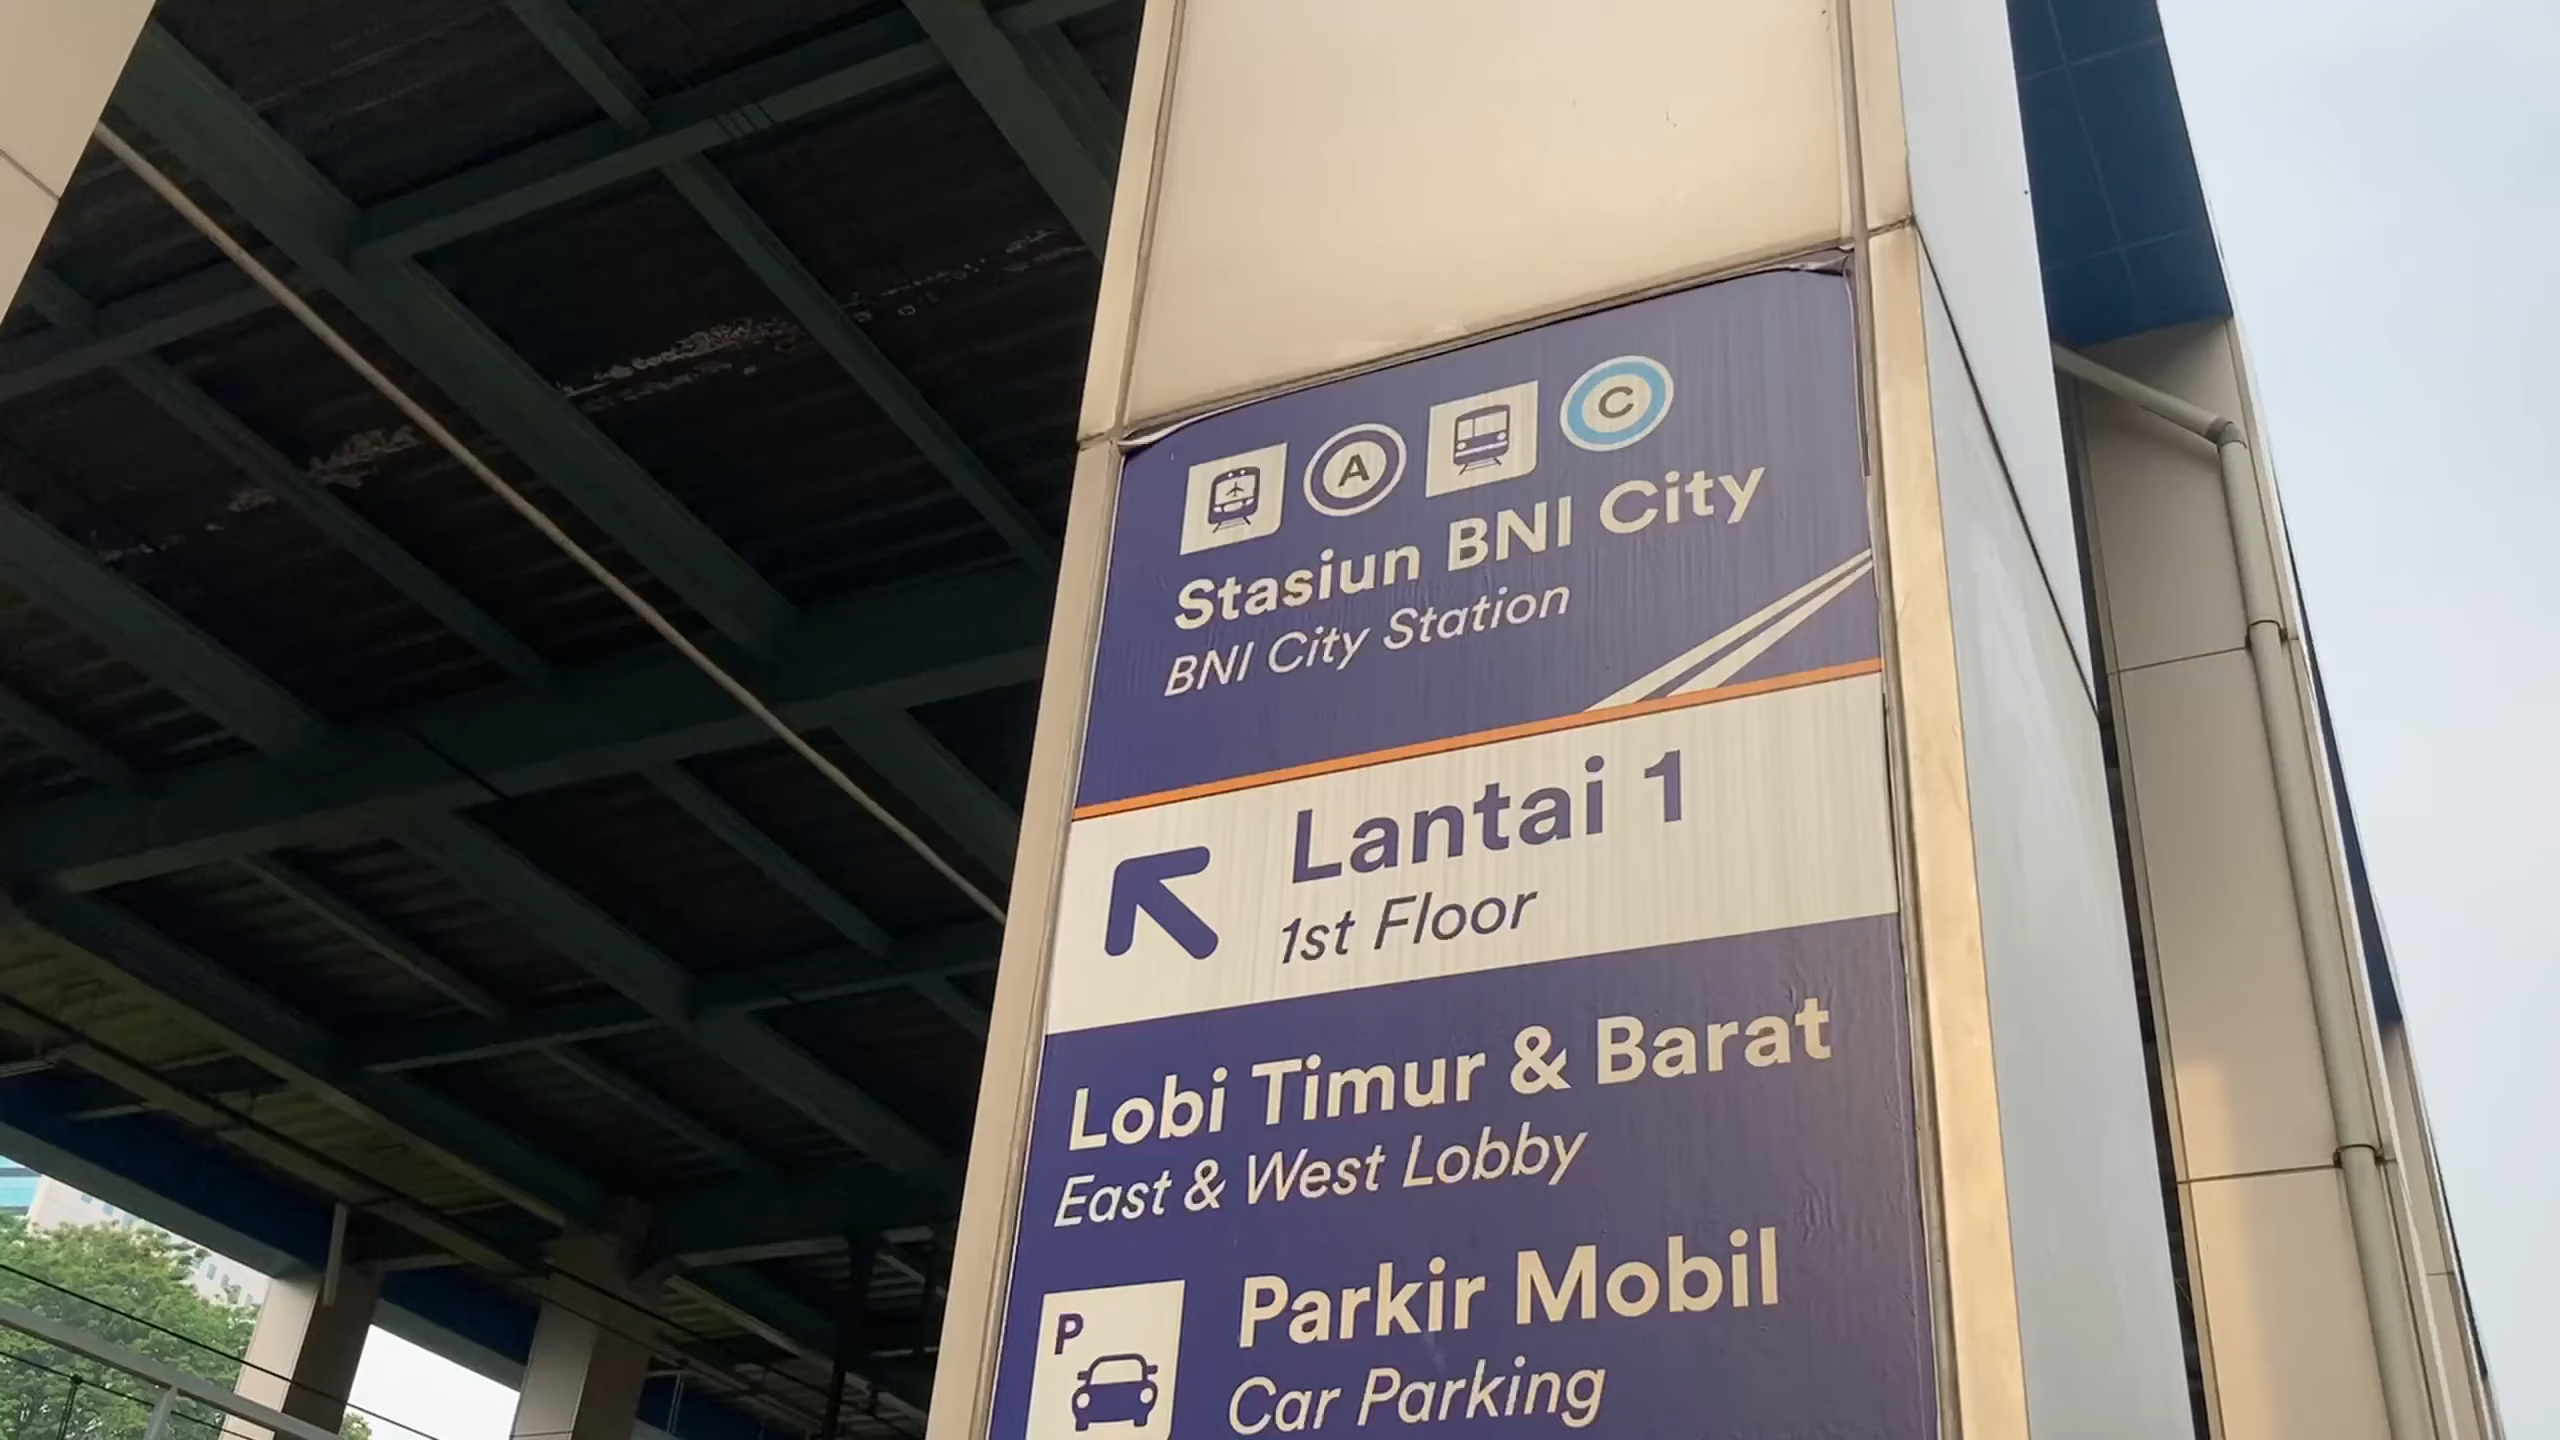 A C
Stasiun BNI City
BNI City Station
Lantai 1
1st Floor
Lobi Timur & Barat
East & West Lobby
P
Parkir Mobil
Car Parking